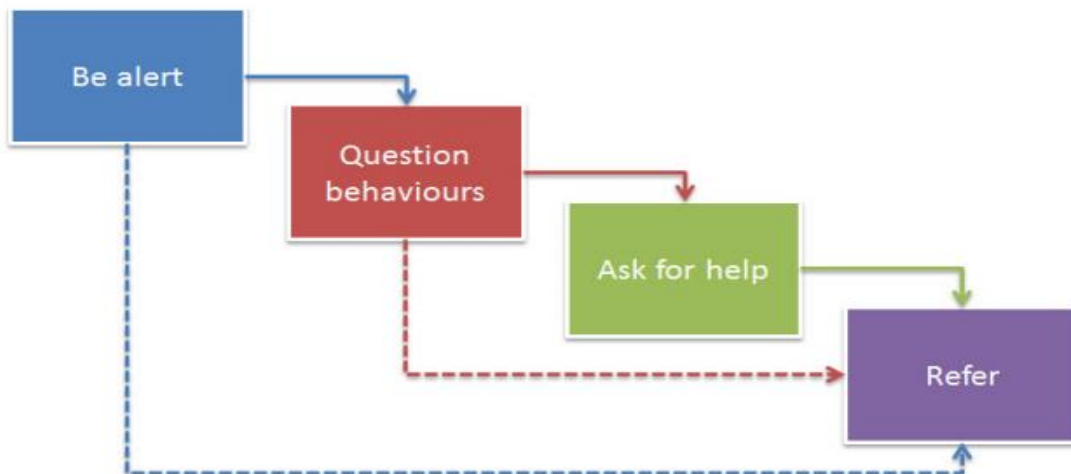 Be alert
Question
behaviours
Ask for help
Refer